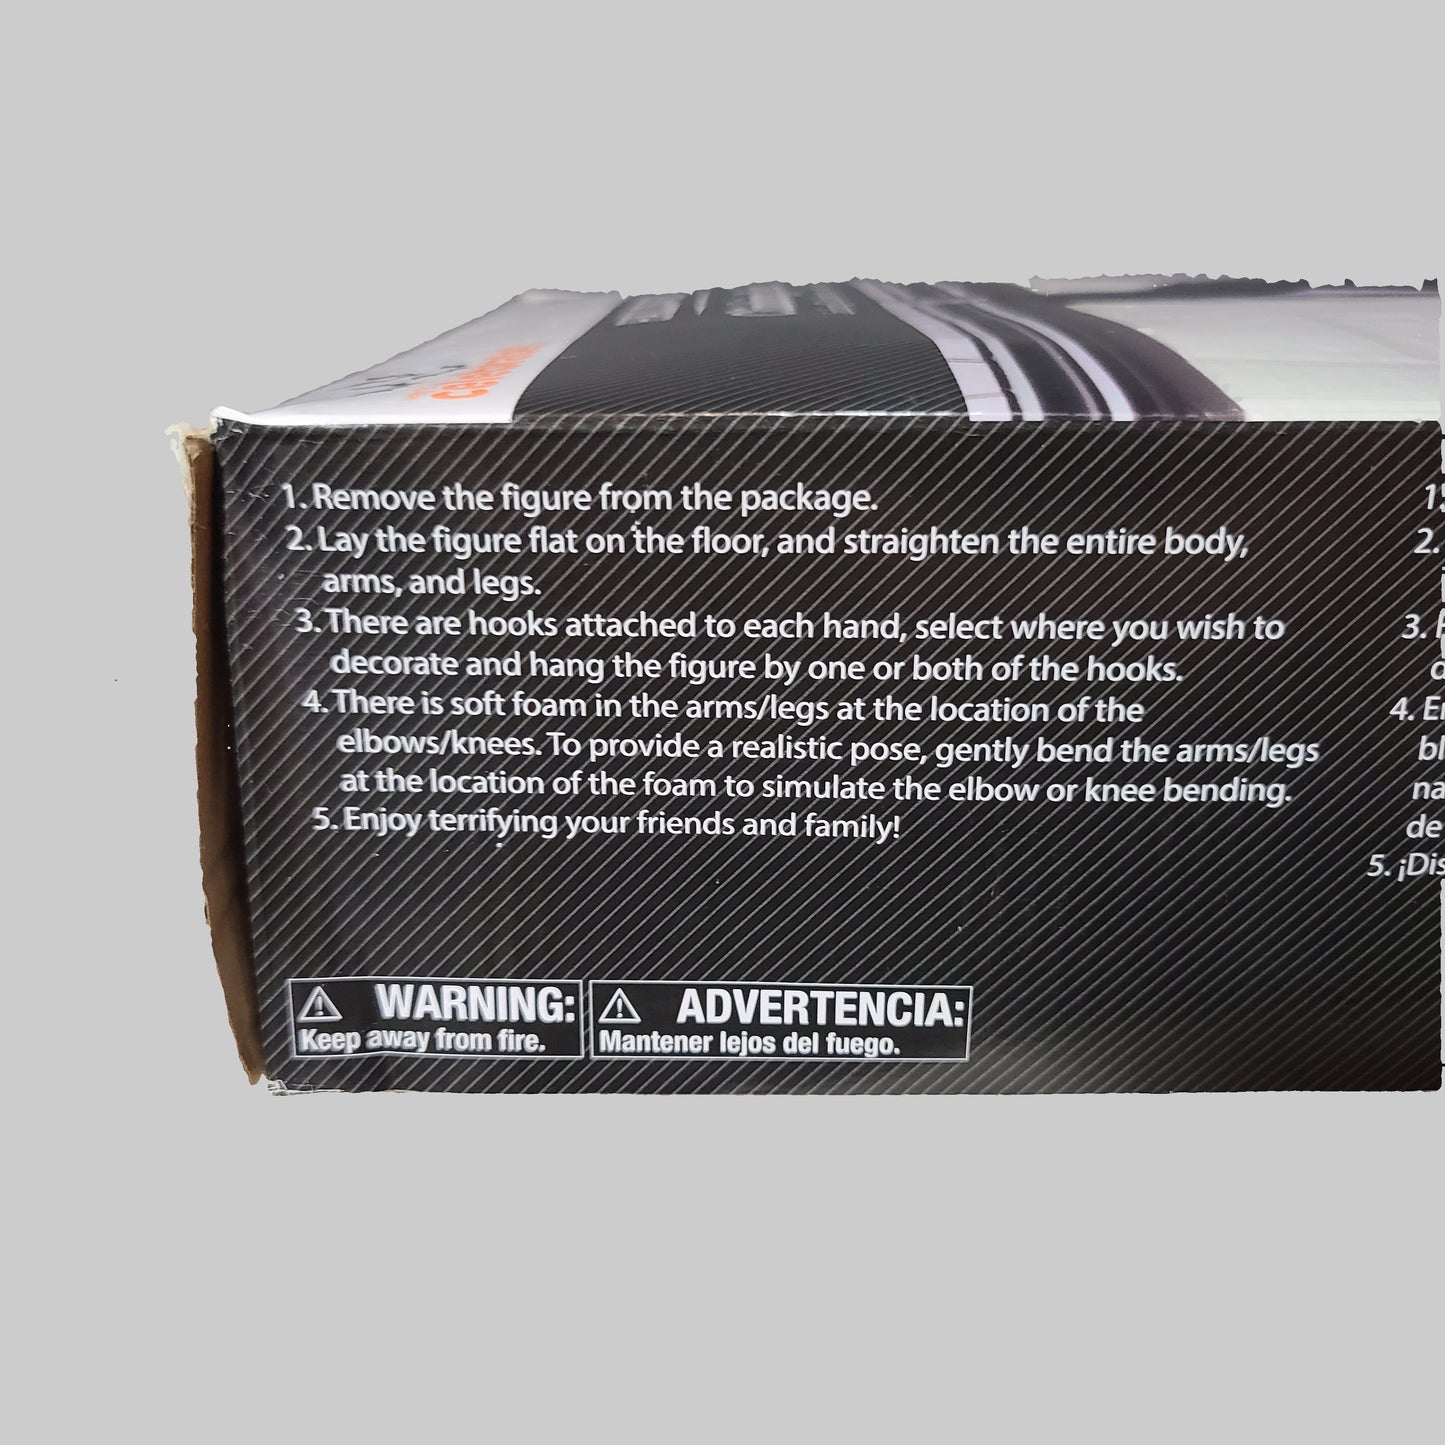 1. Remove the figure from the package.
2. Lay the figure flat on the floor, and straighten the entire body,
arms, and legs.
3. There are hooks attached to each hand, select where you wish to
decorate and hang the figure by one or both of the hooks.
4. There is soft foam in the arms/legs at the location of the
elbows/knees. To provide a realistic pose, gently bend the arms/legs
at the location of the foam to simulate the elbow or knee bending.
5. Enjoy terrifying your friends and family!
WARNING:
Keep away from fire.
ADVERTENCIA:
Mantener lejos del fuego.
2.
3.
4.
de
5.